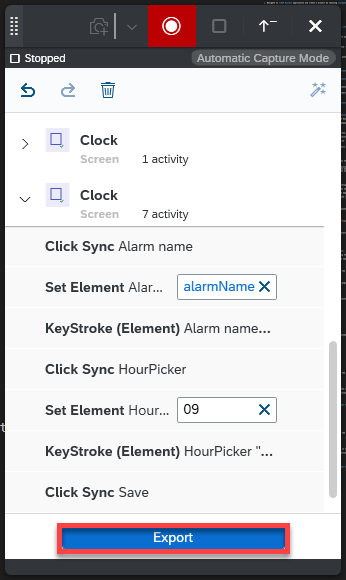 Stopped
Automatic Capture Mode
Clock
Screen 1 activity
Clock
Screen 7 activity
Click Sync Alarm name
Set Element Alar... alarmName
KeyStroke (Element) Alarm name...
Click Sync HourPicker
Set Element Hour... 09
KeyStroke (Element) HourPicker "...
Click Sync Save
Export